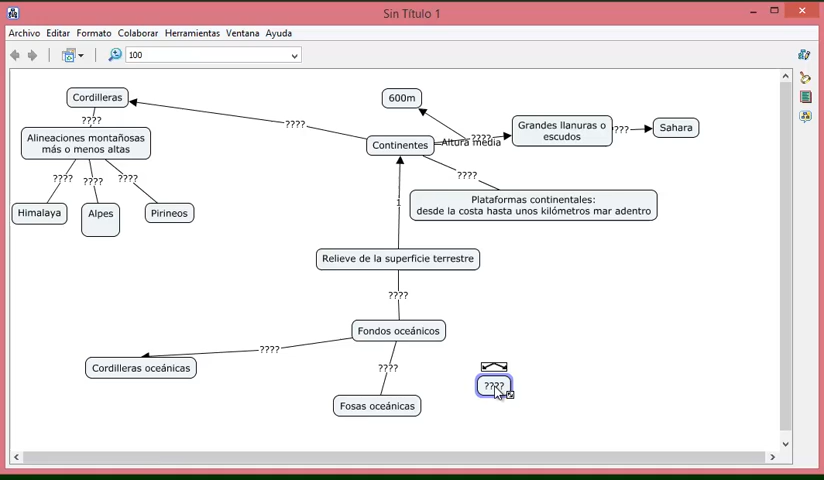 Sin Título 1
Archivo Editar Formato Colaborar Herramientas Ventana Ayuda
100
Cordilleras
600m
????
????
Alineaciones montañosas
más o menos altas
Continentes
????
Altura media
Grandes llanuras o
escudos
???
Sahara
????
????
????
????
Himalaya
Alpes
Pirineos
Plataformas continentales:
desde la costa hasta unos kilómetros mar adentro
1
Relieve de la superficie terrestre
????
Fondos oceánicos
????
????
Cordilleras oceánicas
????
Fosas oceánicas